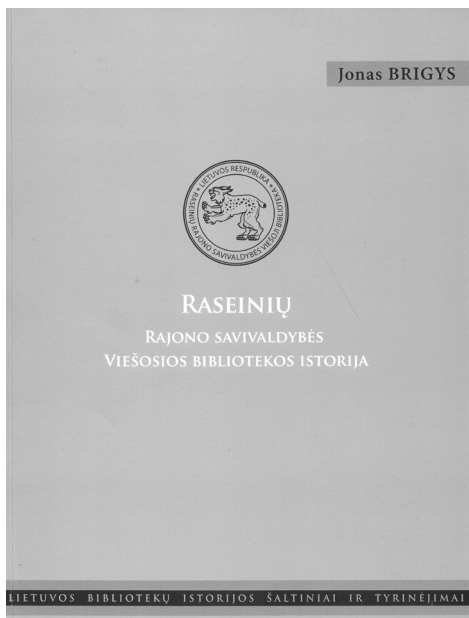 Jonas BRIGYS
★ LIETUVOS RESPUBLIKA ★
RASEINIŲ RAJONO SAVIVALDYBĖS VIEŠOJI BIBLIOTEKA
RASEINIŲ
RAJONO SAVIVALDYBĖS
VIEŠOSIOS BIBLIOTEKOS ISTORIJA
LIETUVOS BIBLIOTEKŲ ISTORIJOS ŠALTINIAI IR TYRINĖJIMAI